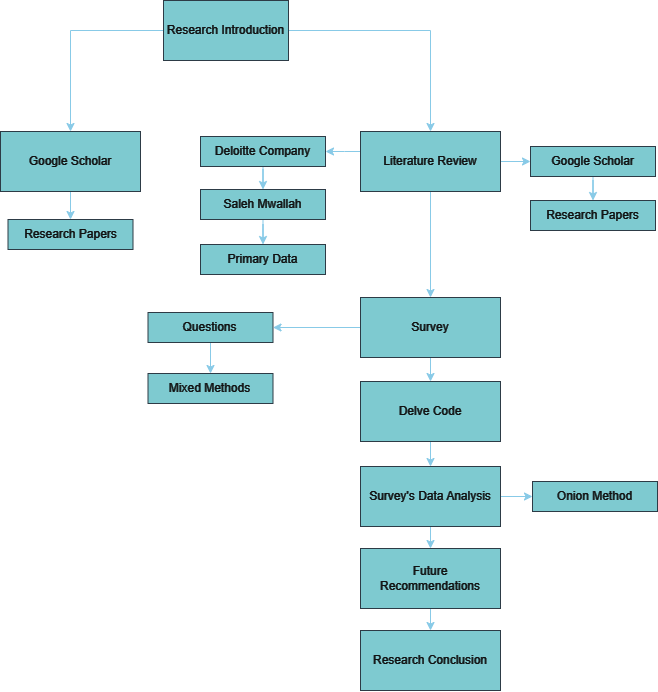 Research Introduction
Google Scholar
Research Papers
Deloitte Company
Saleh Mwallah
Primary Data
Literature Review
Google Scholar
Research Papers
Survey
Questions
Mixed Methods
Delve Code
Survey's Data Analysis
Onion Method
Future
Recommendations
Research Conclusion